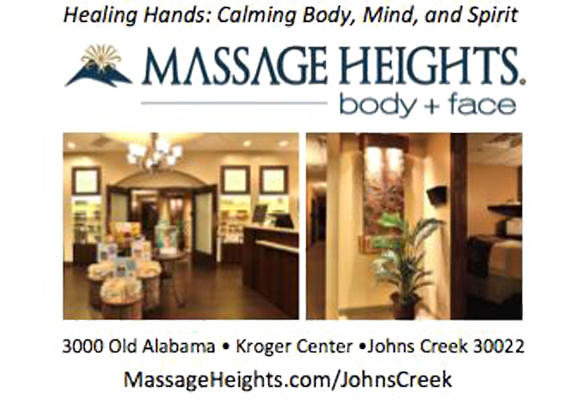 Healing Hands: Calming Body, Mind, and Spirit
MASSAGE HEIGHTS®
body + face
3000 Old Alabama • Kroger Center •Johns Creek 30022
MassageHeights.com/JohnsCreek